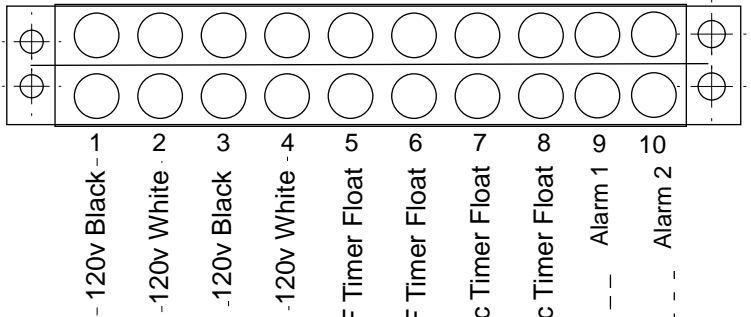 1 2 3 4 5 6 7 8 9 10
120v Black
120v White
120v Black
120v White
Timer Float
Timer Float
Timer Float
Timer Float
Alarm 1
Alarm 2